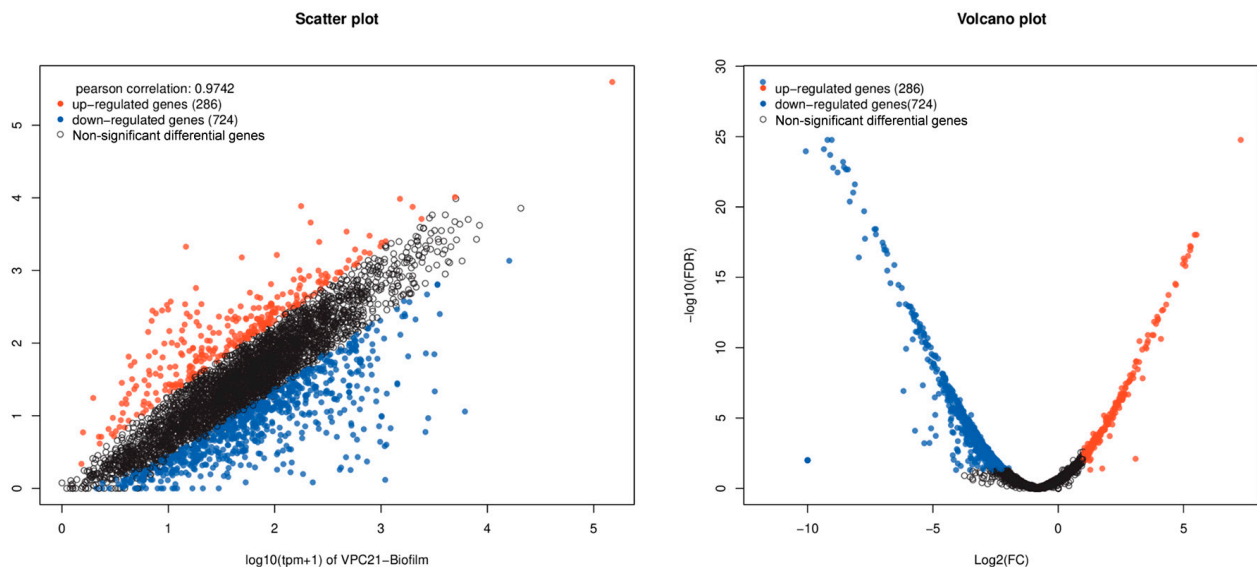 Scatter plot
pearson correlation: 0.9742
up-regulated genes (286)
down-regulated genes (724)
Non-significant differential genes
5
4
3
2
1
0
0 1 2 3 4 5
log10(tpm+1) of VPC21-Biofilm
Volcano plot
up-regulated genes (286)
down-regulated genes(724)
Non-significant differential genes
30
25
20
15
10
5
0
-log10(FDR)
-10 -5 0 5
Log2(FC)